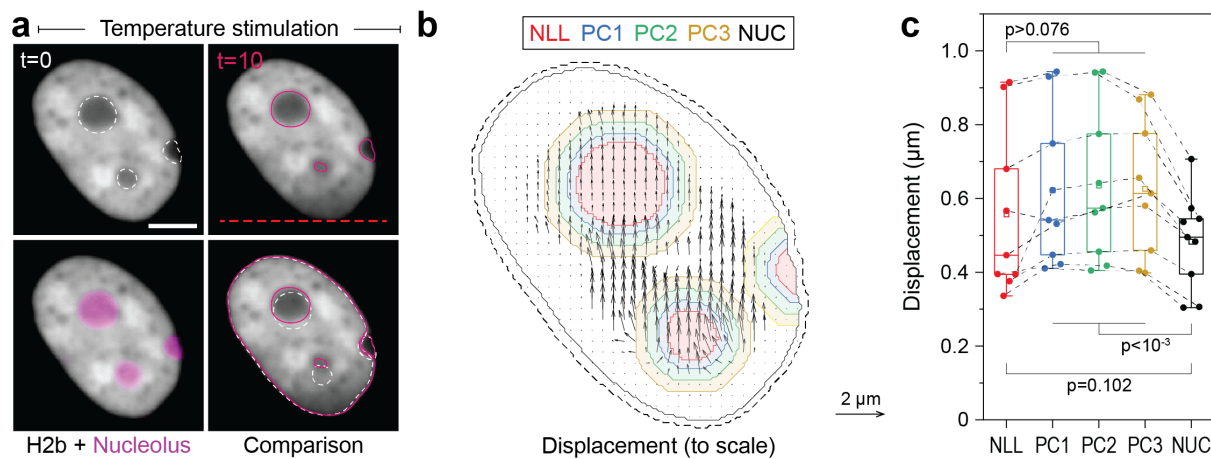 a
Temperature stimulation
t=0
t=10
H2b + Nucleolus
Comparison
b
NLL PC1 PC2 PC3 NUC
2 µm
Displacement (to scale)
c
Displacement (µm)
1.0
0.8
0.6
0.4
0.2
0
p>0.076
p<10⁻³
p=0.102
NLL PC1 PC2 PC3 NUC